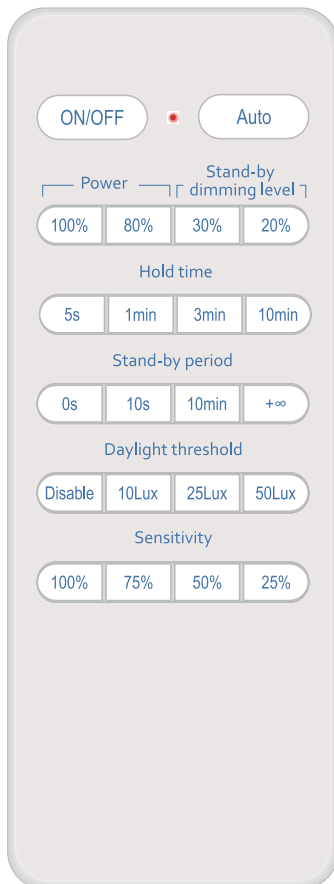 ON/OFF Auto
Power Stand-by
dimming level
100% 80% 30% 20%
Hold time
5s 1min 3min 10min
Stand-by period
0s 10s 10min +∞
Daylight threshold
Disable 10Lux 25Lux 50Lux
Sensitivity
100% 75% 50% 25%